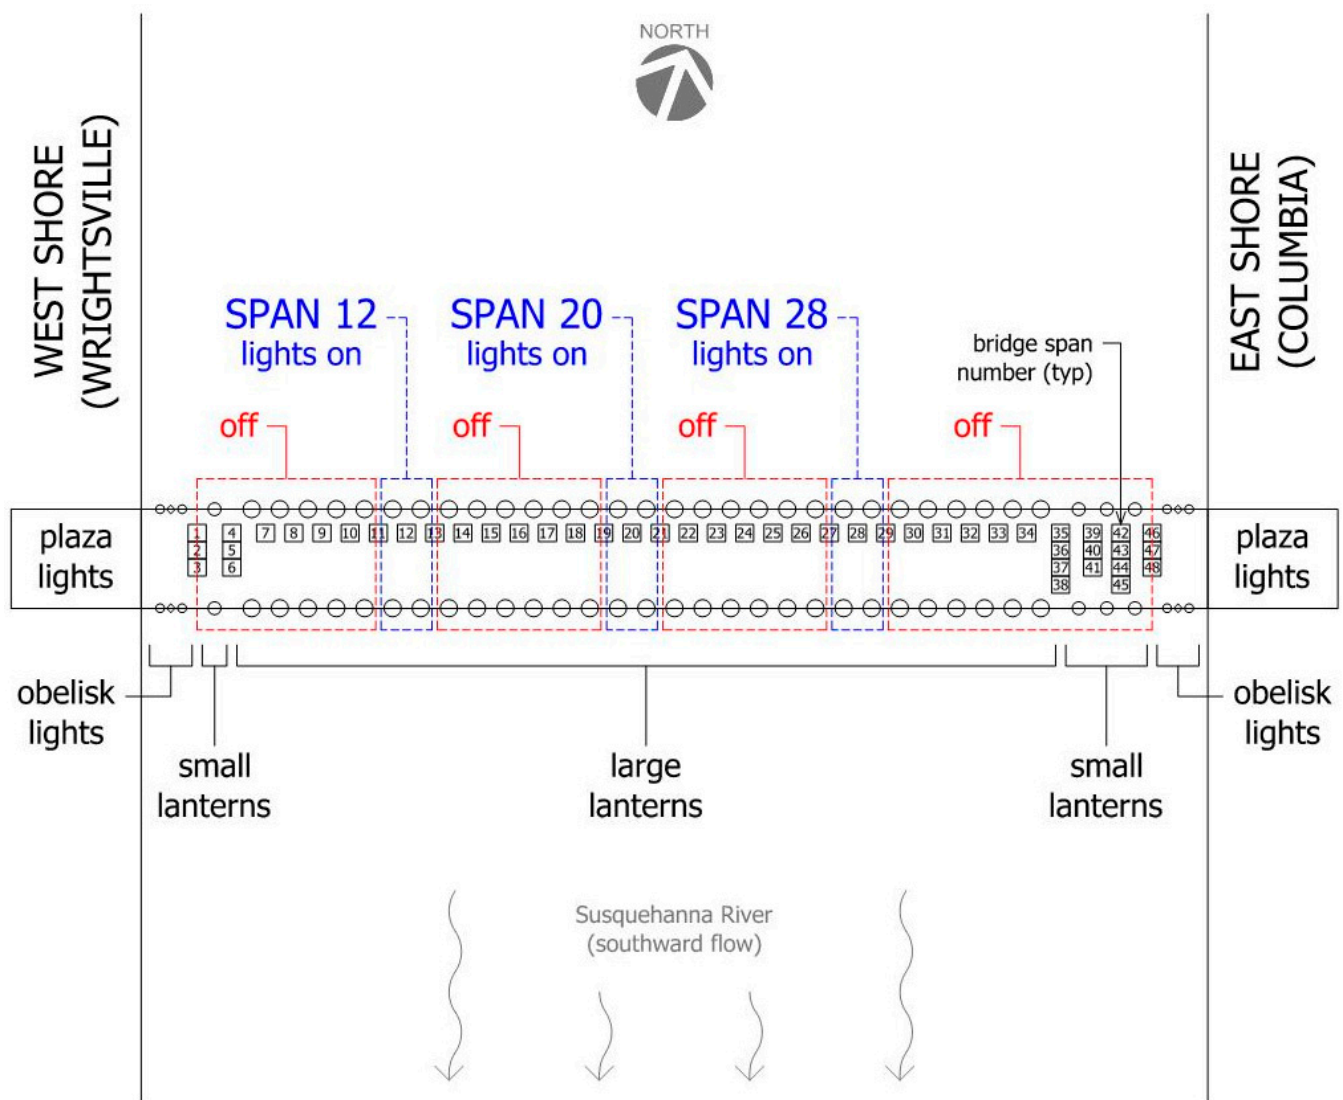 NORTH
WEST SHORE
(WRIGHTSVILLE)
EAST SHORE
(COLUMBIA)
SPAN 12
lights on
SPAN 20
lights on
SPAN 28
lights on
bridge span
number (typ)
off
off
off
off
plaza
lights
1 4 7 8 9 10 11 12 13 14 15 16 17 18 19 20 21 22 23 24 25 26 27 28 29 30 31 32 33 34 35 39 42 46
2 5 36 40 43 47
3 6 37 41 44 48
38 45
plaza
lights
obelisk
lights
small
lanterns
large
lanterns
small
lanterns
obelisk
lights
Susquehanna River
(southward flow)